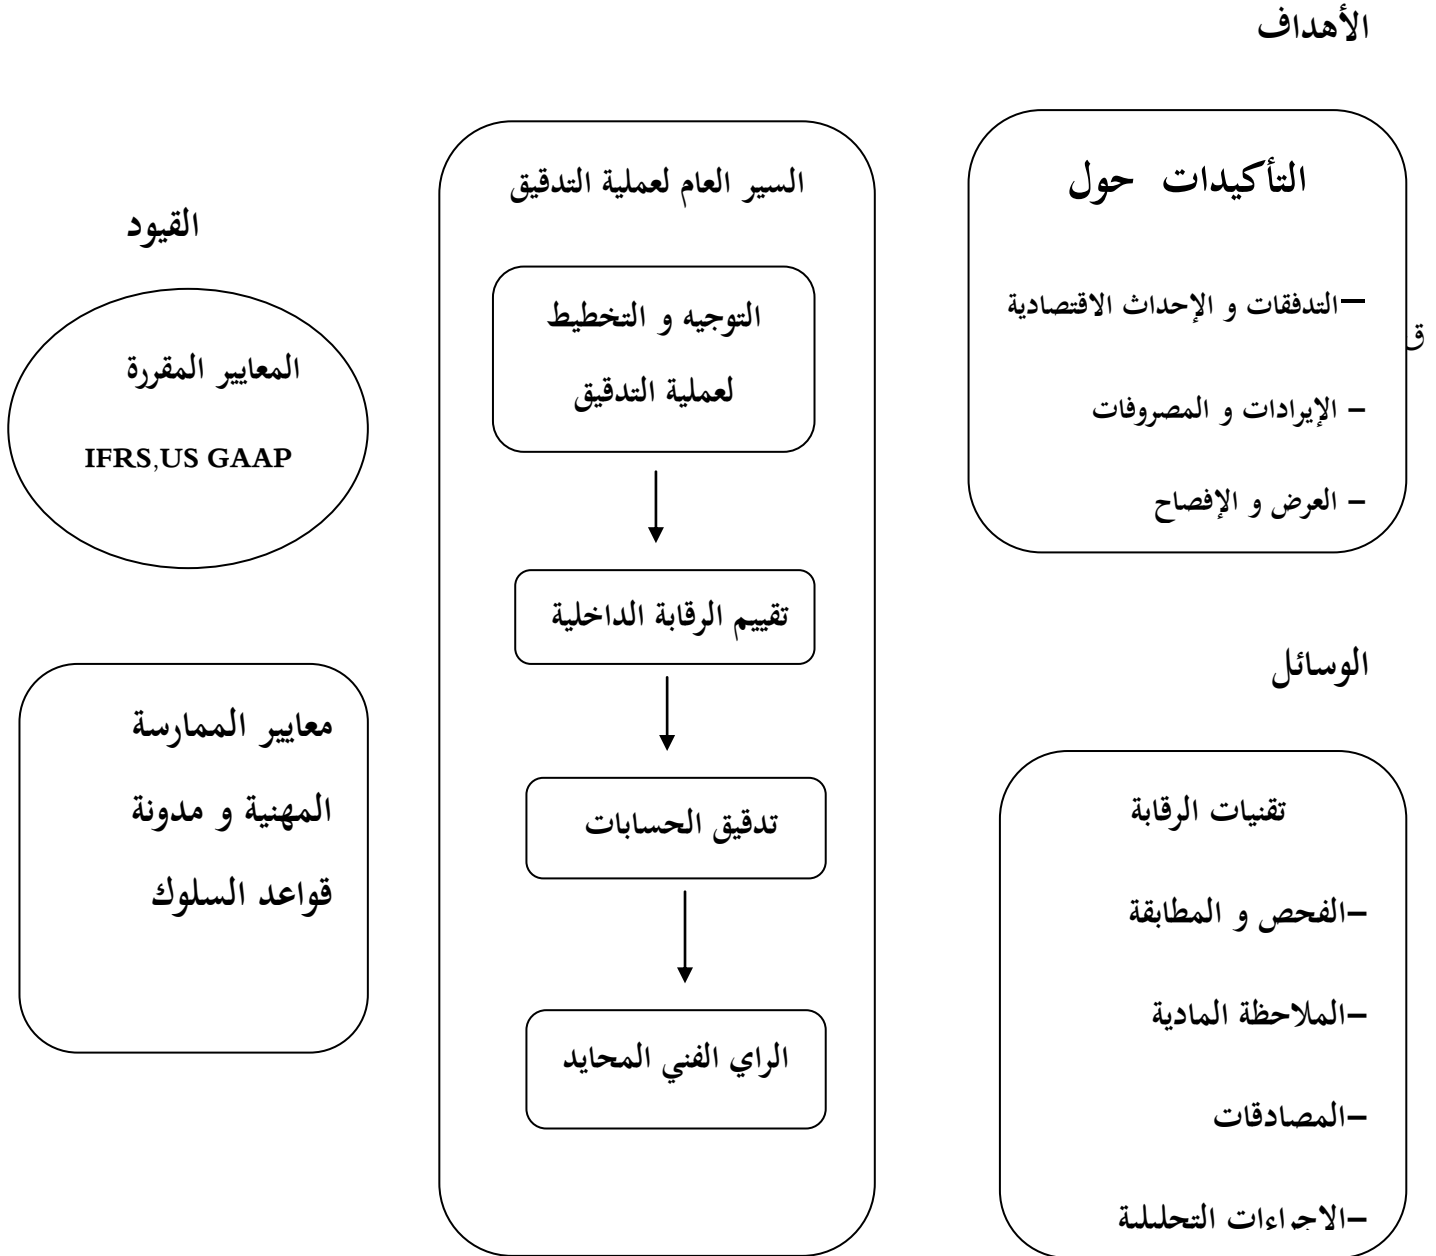 الأهداف
التأكيدات حول
–التدفقات و الإحداث الاقتصادية
ق
– الإيرادات و المصروفات
– العرض و الإفصاح
الوسائل
تقنيات الرقابة
–الفحص و المطابقة
–الملاحظة المادية
–المصادقات
–الاجراءات التحليلية
السير العام لعملية التدقيق
التوجيه و التخطيط
لعملية التدقيق
تقييم الرقابة الداخلية
تدقيق الحسابات
الراي الفني المحايد
القيود
المعايير المقررة
IFRS,US GAAP
معايير الممارسة
المهنية و مدونة
قواعد السلوك